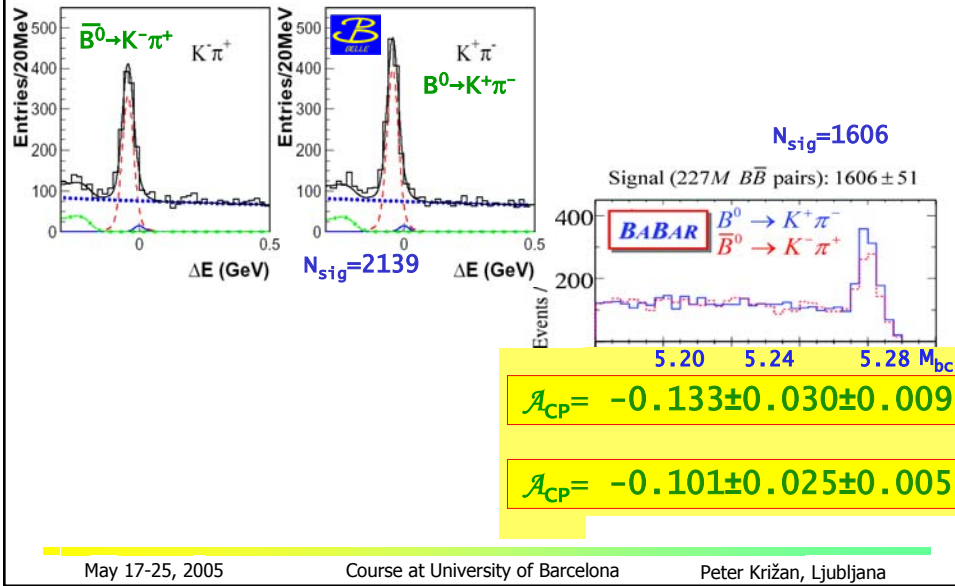 Entries/20MeV
550
400
300
200
100
0
B̅⁰→K⁻π⁺
K⁻π⁺
0
0.5
ΔE (GeV)
Entries/20MeV
550
400
300
200
100
0
B
BELLE
K⁺π⁻
B⁰→K⁺π⁻
0
0.5
N_sig=2139
ΔE (GeV)
N_sig=1606
Signal (227M BB̅ pairs): 1606 ± 51
Events /
400
200
BABAR
B⁰ → K⁺π⁻
B̅⁰ → K⁻π⁺
5.20 5.24 5.28 M_bc
A_CP= -0.133±0.030±0.009
A_CP= -0.101±0.025±0.005
May 17-25, 2005 Course at University of Barcelona Peter Križan, Ljubljana